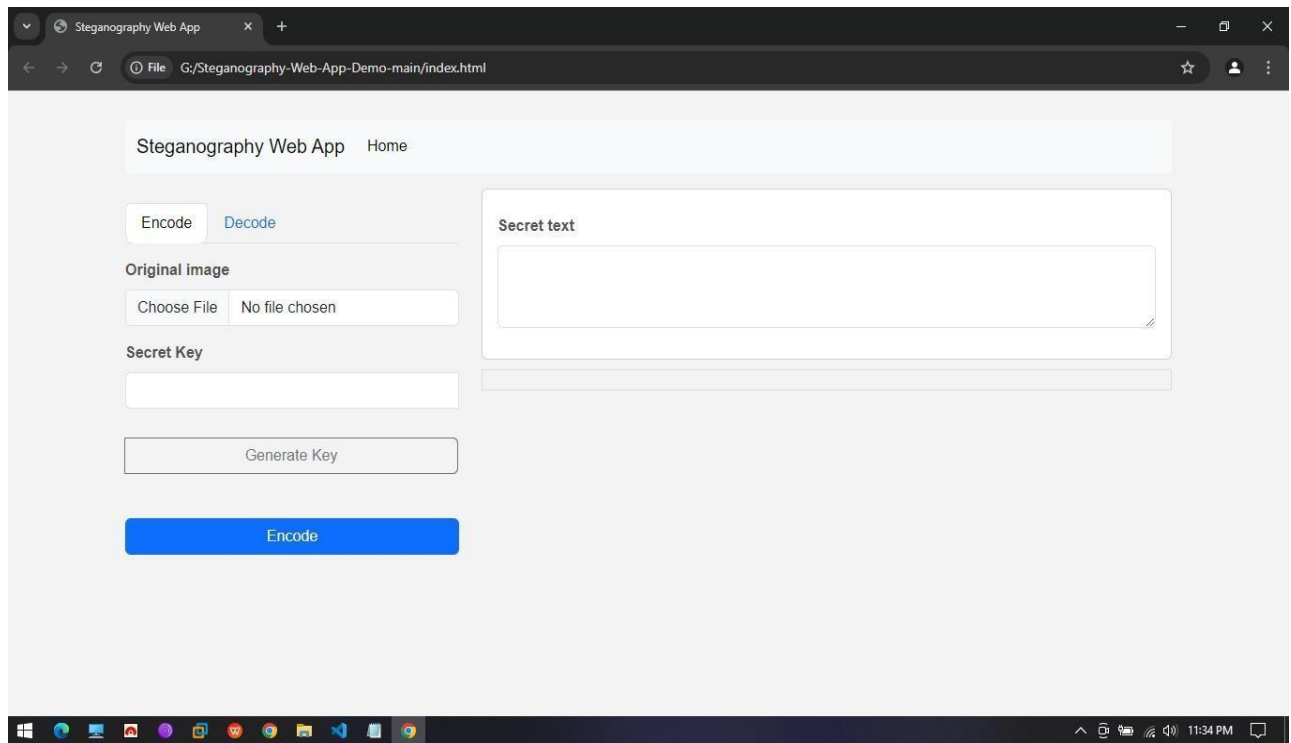 Steganography Web App
File G:/Steganography-Web-App-Demo-main/index.html
Steganography Web App Home
Encode Decode
Original image
Choose File No file chosen
Secret Key
Generate Key
Encode
Secret text
11:34 PM